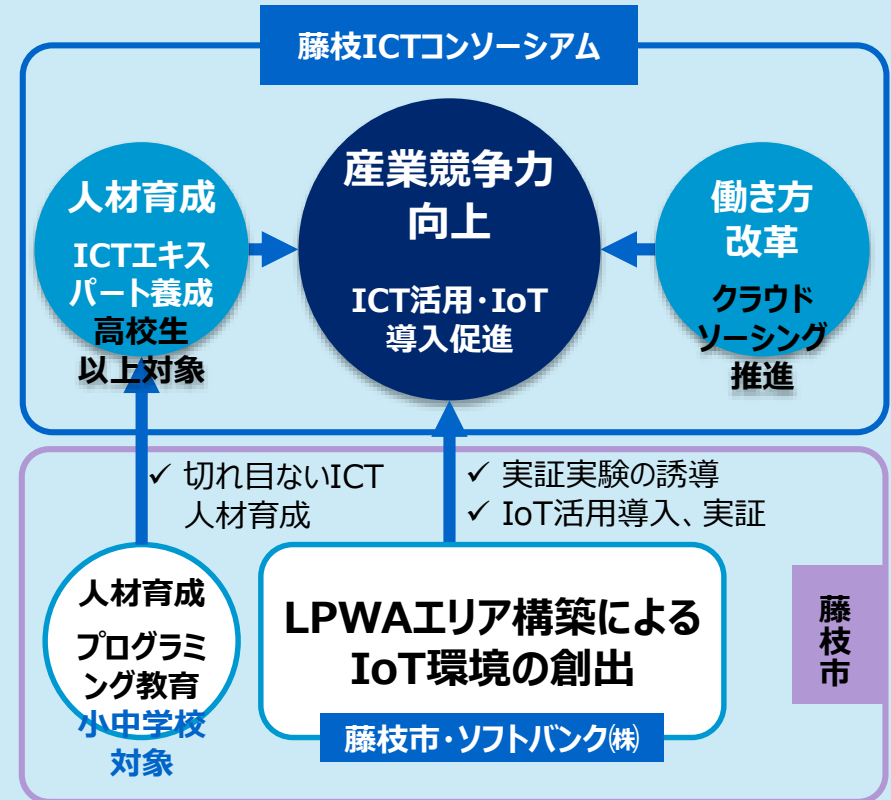 藤枝ICTコンソーシアム
人材育成
ICTエキス
パート養成
高校生
以上対象
産業競争力
向上
ICT活用・IoT
導入促進
働き方
改革
クラウド
ソーシング
推進
✓ 切れ目ないICT
人材育成
✓ 実証実験の誘導
✓ IoT活用導入、実証
人材育成
プログラミ
ング教育
小中学校
対象
LPWAエリア構築による
IoT環境の創出
藤枝市・ソフトバンク㈱
藤
枝
市